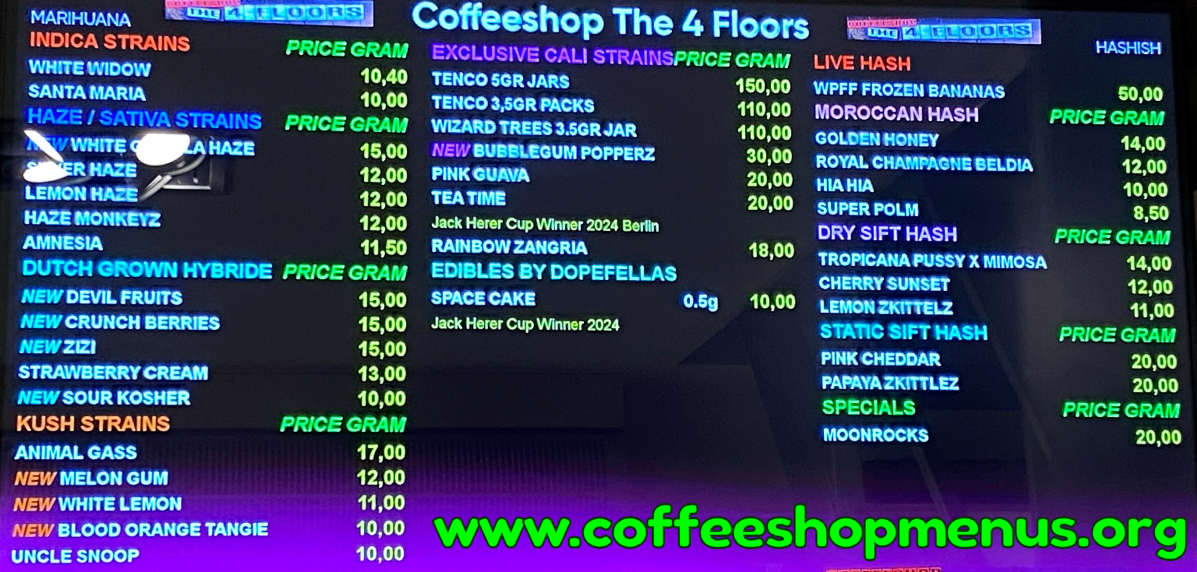 MARIHUANA
COFFEESHOP THE 4 FLOORS
Coffeeshop The 4 Floors
THE 4 FLOORS
HASHISH
INDICA STRAINS PRICE GRAM
WHITE WIDOW 10,40
SANTA MARIA 10,00
HAZE / SATIVA STRAINS PRICE GRAM
NEW WHITE HAZE 15,00
HAZE 12,00
LEMON HAZE 12,00
HAZE MONKEYZ 12,00
AMNESIA 11,50
DUTCH GROWN HYBRIDE PRICE GRAM
NEW DEVIL FRUITS 15,00
NEW CRUNCH BERRIES 15,00
NEW ZIZI 15,00
STRAWBERRY CREAM 13,00
NEW SOUR KOSHER 10,00
KUSH STRAINS PRICE GRAM
ANIMAL GASS 17,00
NEW MELON GUM 12,00
NEW WHITE LEMON 11,00
NEW BLOOD ORANGE TANGIE 10,00
UNCLE SNOOP 10,00
EXCLUSIVE CALI STRAINS PRICE GRAM
TENCO 5GR JARS 150,00
TENCO 3,5GR PACKS 110,00
WIZARD TREES 3.5GR JAR 110,00
NEW BUBBLEGUM POPPERZ 30,00
PINK GUAVA 20,00
TEA TIME 20,00
Jack Herer Cup Winner 2024 Berlin
RAINBOW ZANGRIA 18,00
EDIBLES BY DOPEFELLAS
SPACE CAKE 0.5g 10,00
Jack Herer Cup Winner 2024
LIVE HASH
WPFF FROZEN BANANAS 50,00
MOROCCAN HASH PRICE GRAM
GOLDEN HONEY 14,00
ROYAL CHAMPAGNE BELDIA 12,00
HIA HIA 10,00
SUPER POLM 8,50
DRY SIFT HASH PRICE GRAM
TROPICANA PUSSY X MIMOSA 14,00
CHERRY SUNSET 12,00
LEMON ZKITTELZ 11,00
STATIC SIFT HASH PRICE GRAM
PINK CHEDDAR 20,00
PAPAYA ZKITTLEZ 20,00
SPECIALS PRICE GRAM
MOONROCKS 20,00
www.coffeeshopmenus.org